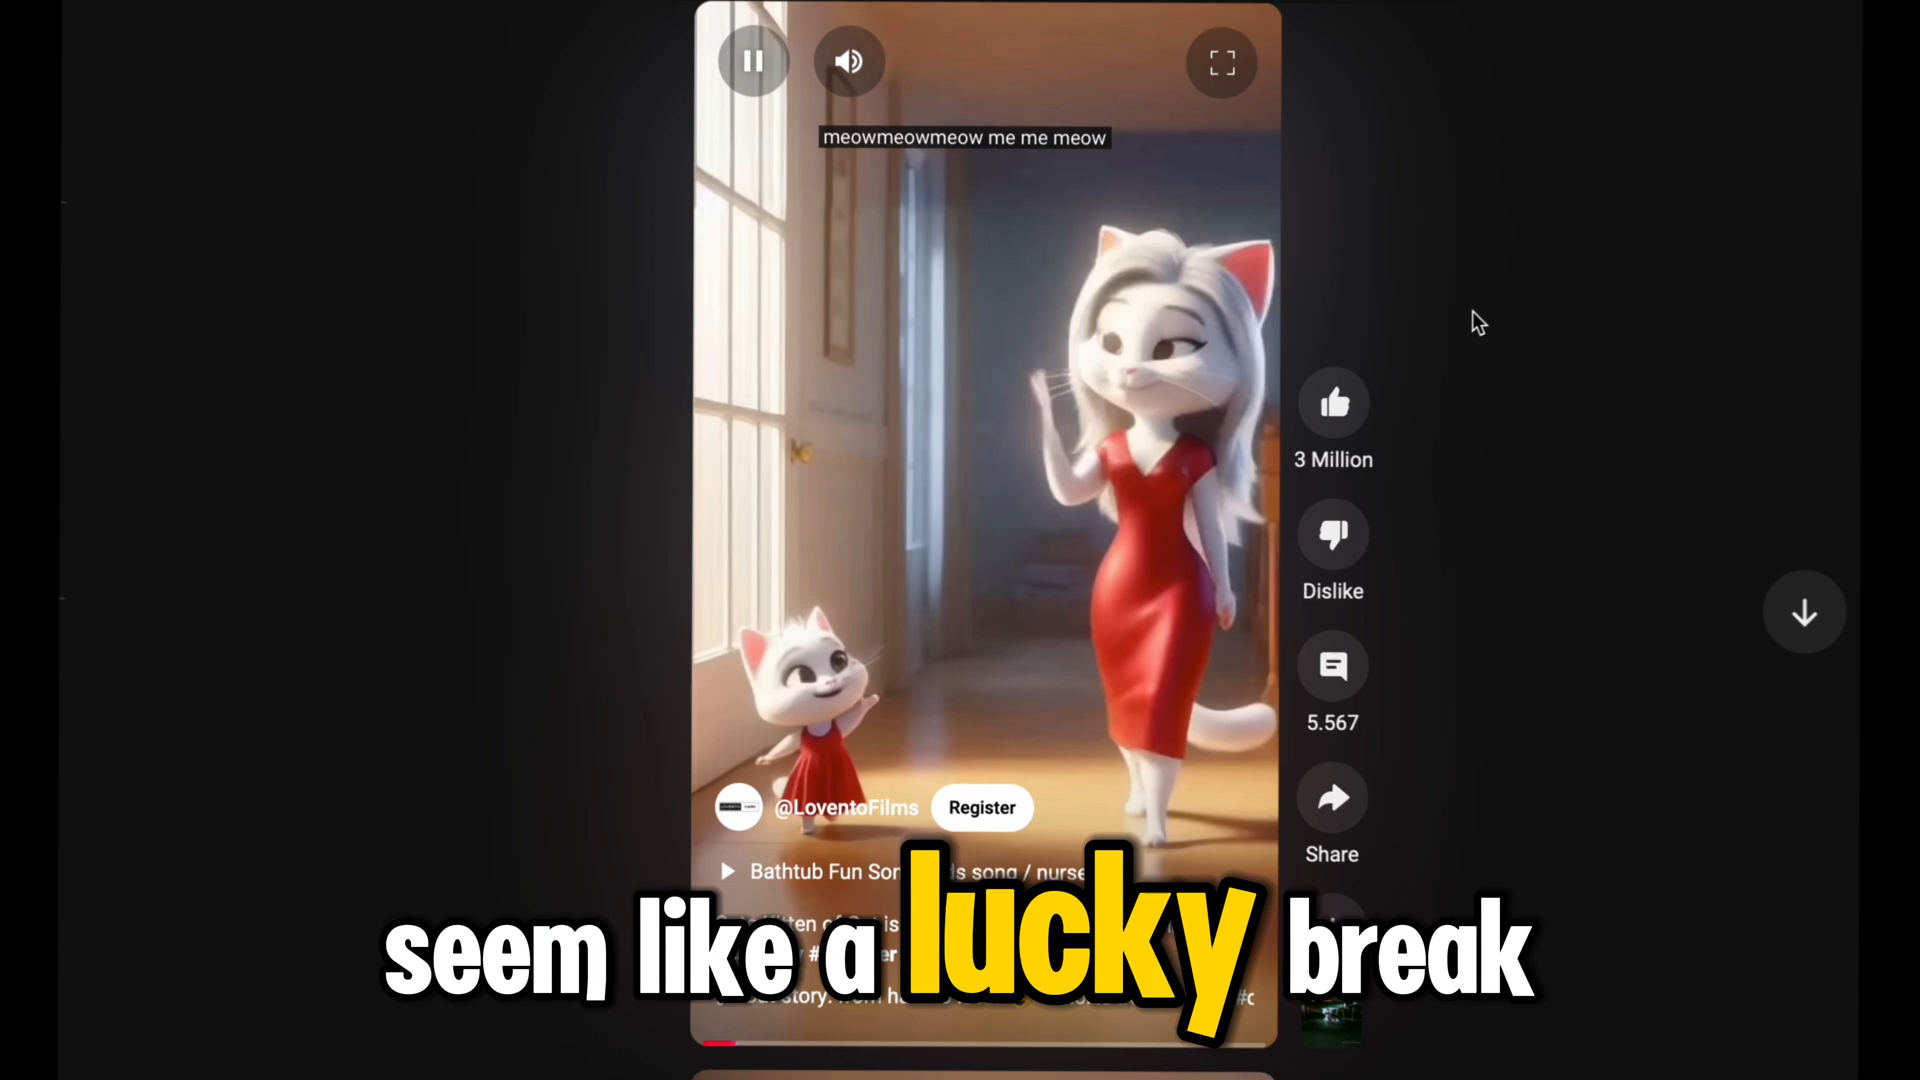 meowmeowmeow me me meow
3 Million
Dislike
5.567
Share
@LoventoFilms
Register
Bathtub Fun Son s song / nurse
seem like a lucky break